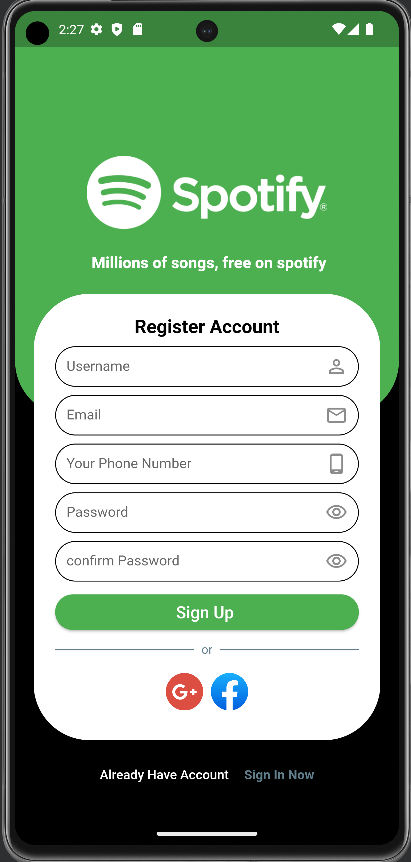 2:27
Spotify®
Millions of songs, free on spotify
Register Account
Username
Email
Your Phone Number
Password
confirm Password
Sign Up
or
G+ f
Already Have Account Sign In Now